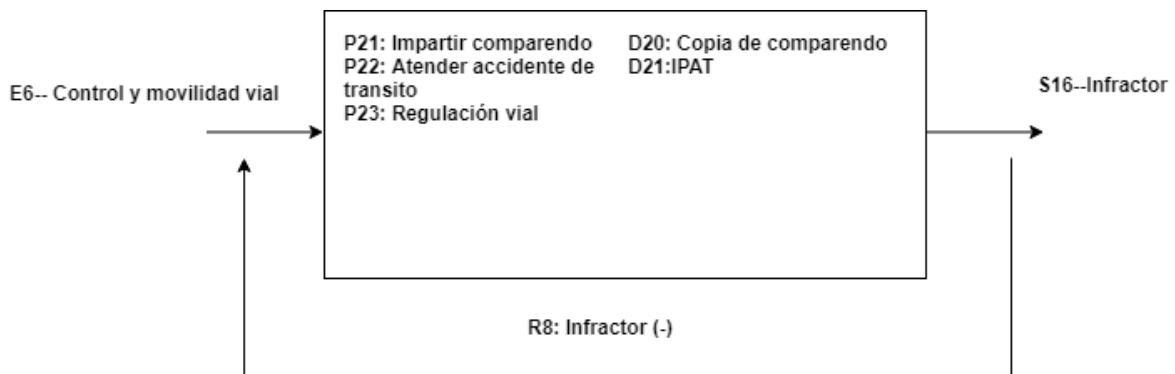 P21: Impartir comparendo
P22: Atender accidente de
transito
P23: Regulación vial
D20: Copia de comparendo
D21:IPAT
E6-- Control y movilidad vial
S16--Infractor
R8: Infractor (-)